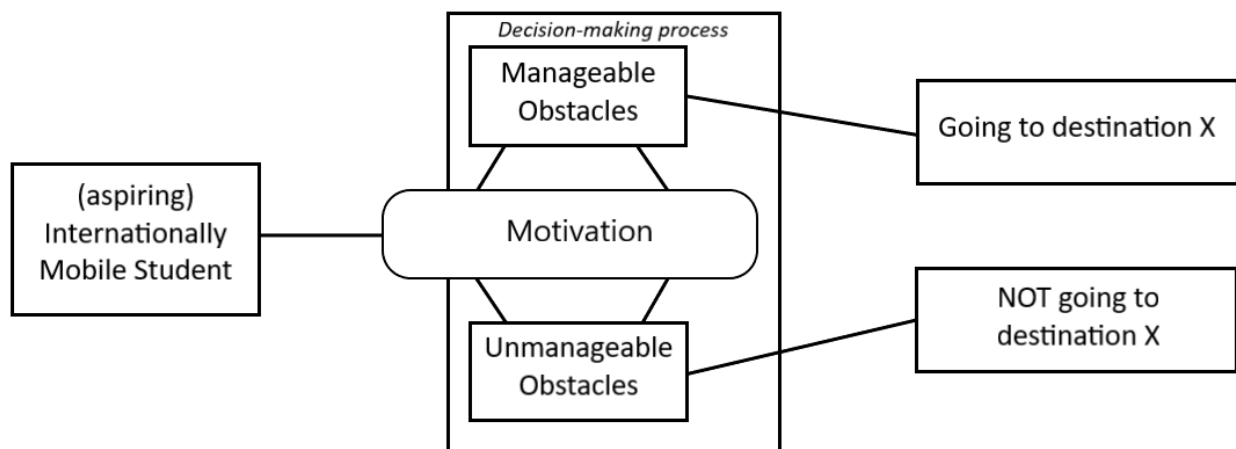 Decision-making process
Manageable
Obstacles
Going to destination X
(aspiring)
Internationally
Mobile Student
Motivation
Unmanageable
Obstacles
NOT going to
destination X